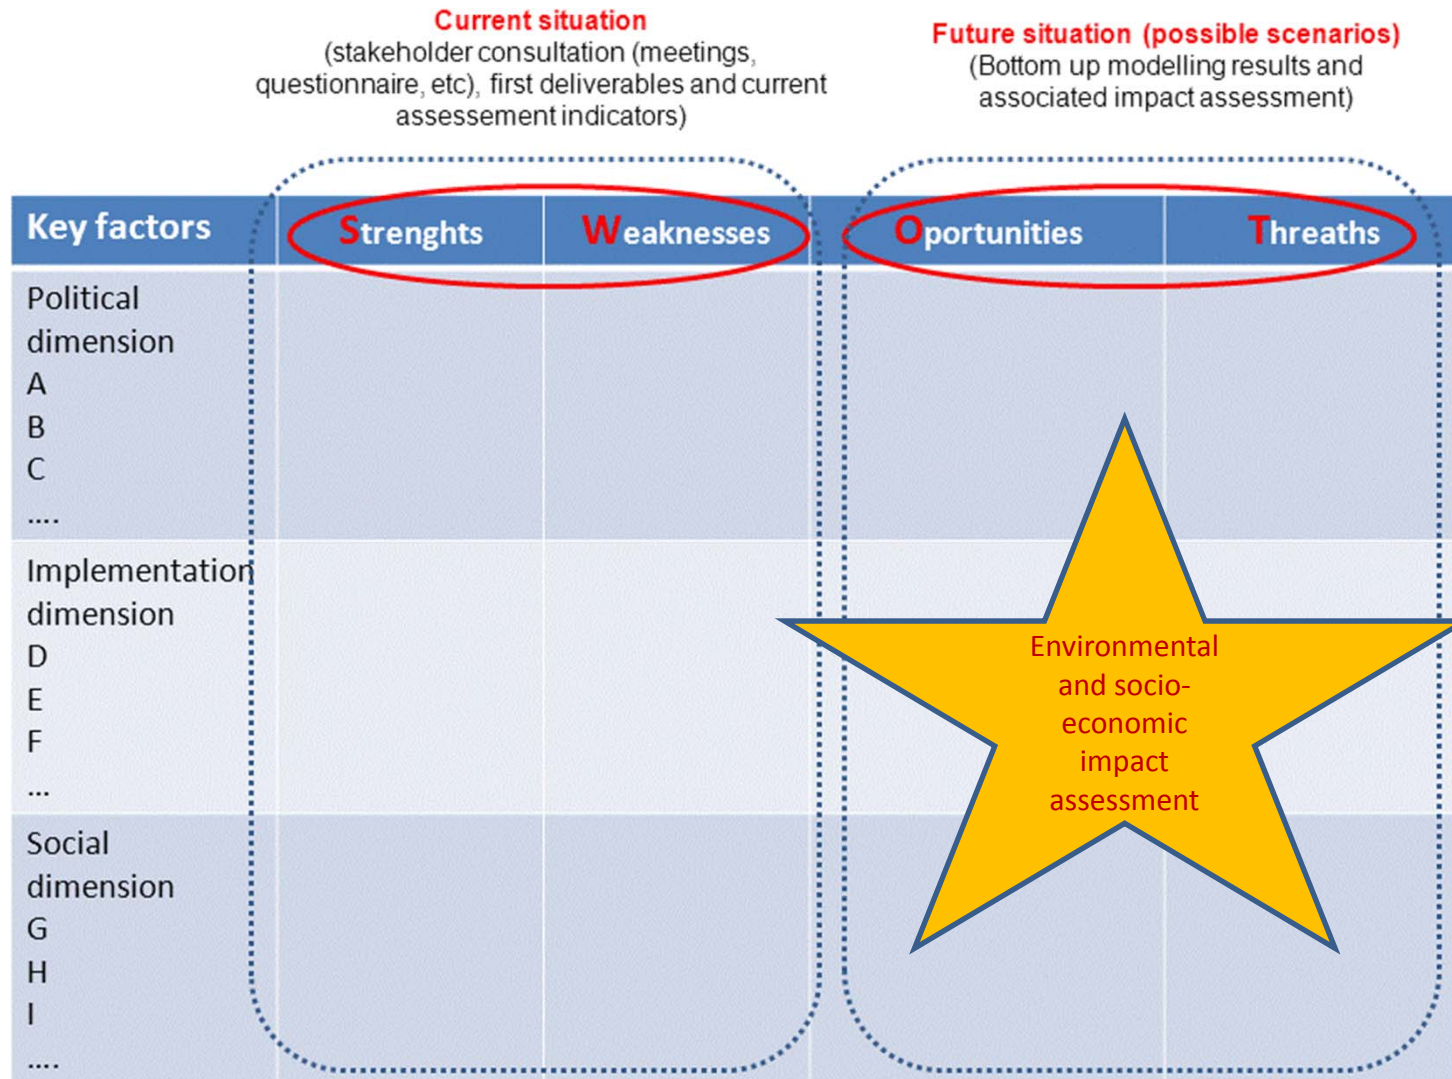 Current situation
(stakeholder consultation (meetings,
questionnaire, etc), first deliverables and current
assessement indicators)
Future situation (possible scenarios)
(Bottom up modelling results and
associated impact assessment)
Key factors
Strenghts
Weaknesses
Oportunities
Threaths
Political
dimension
A
B
C
....
Implementation
dimension
D
E
F
...
Social
dimension
G
H
I
....
Environmental
and socio-
economic
impact
assessment